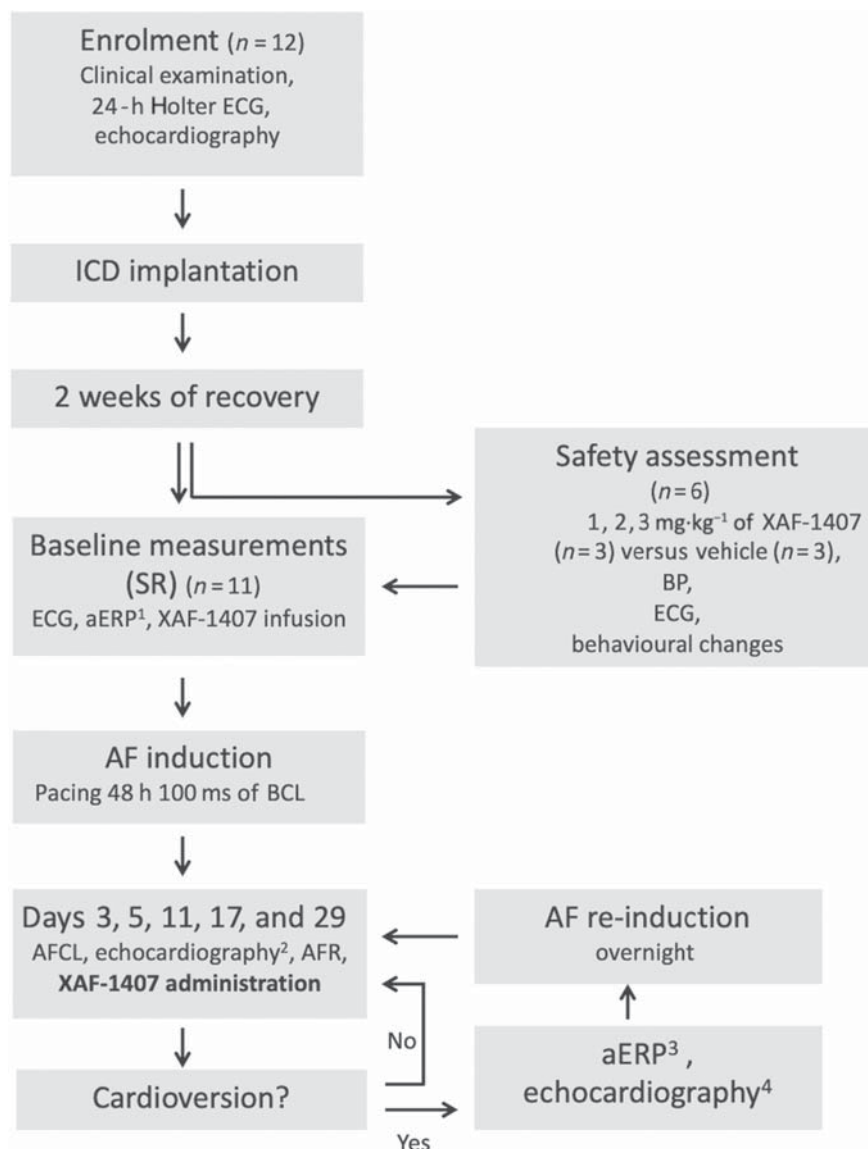 Enrolment (n = 12)
Clinical examination,
24-h Holter ECG,
echocardiography
ICD implantation
2 weeks of recovery
Safety assessment
(n=6)
1, 2, 3 mg·kg⁻¹ of XAF-1407
(n=3) versus vehicle (n=3),
BP,
ECG,
behavioural changes
Baseline measurements
(SR) (n=11)
ECG, aERP¹, XAF-1407 infusion
AF induction
Pacing 48 h 100 ms of BCL
Days 3, 5, 11, 17, and 29
AFCL, echocardiography², AFR,
XAF-1407 administration
AF re-induction
overnight
No
aERP³ ,
echocardiography⁴
Cardioversion?
Yes